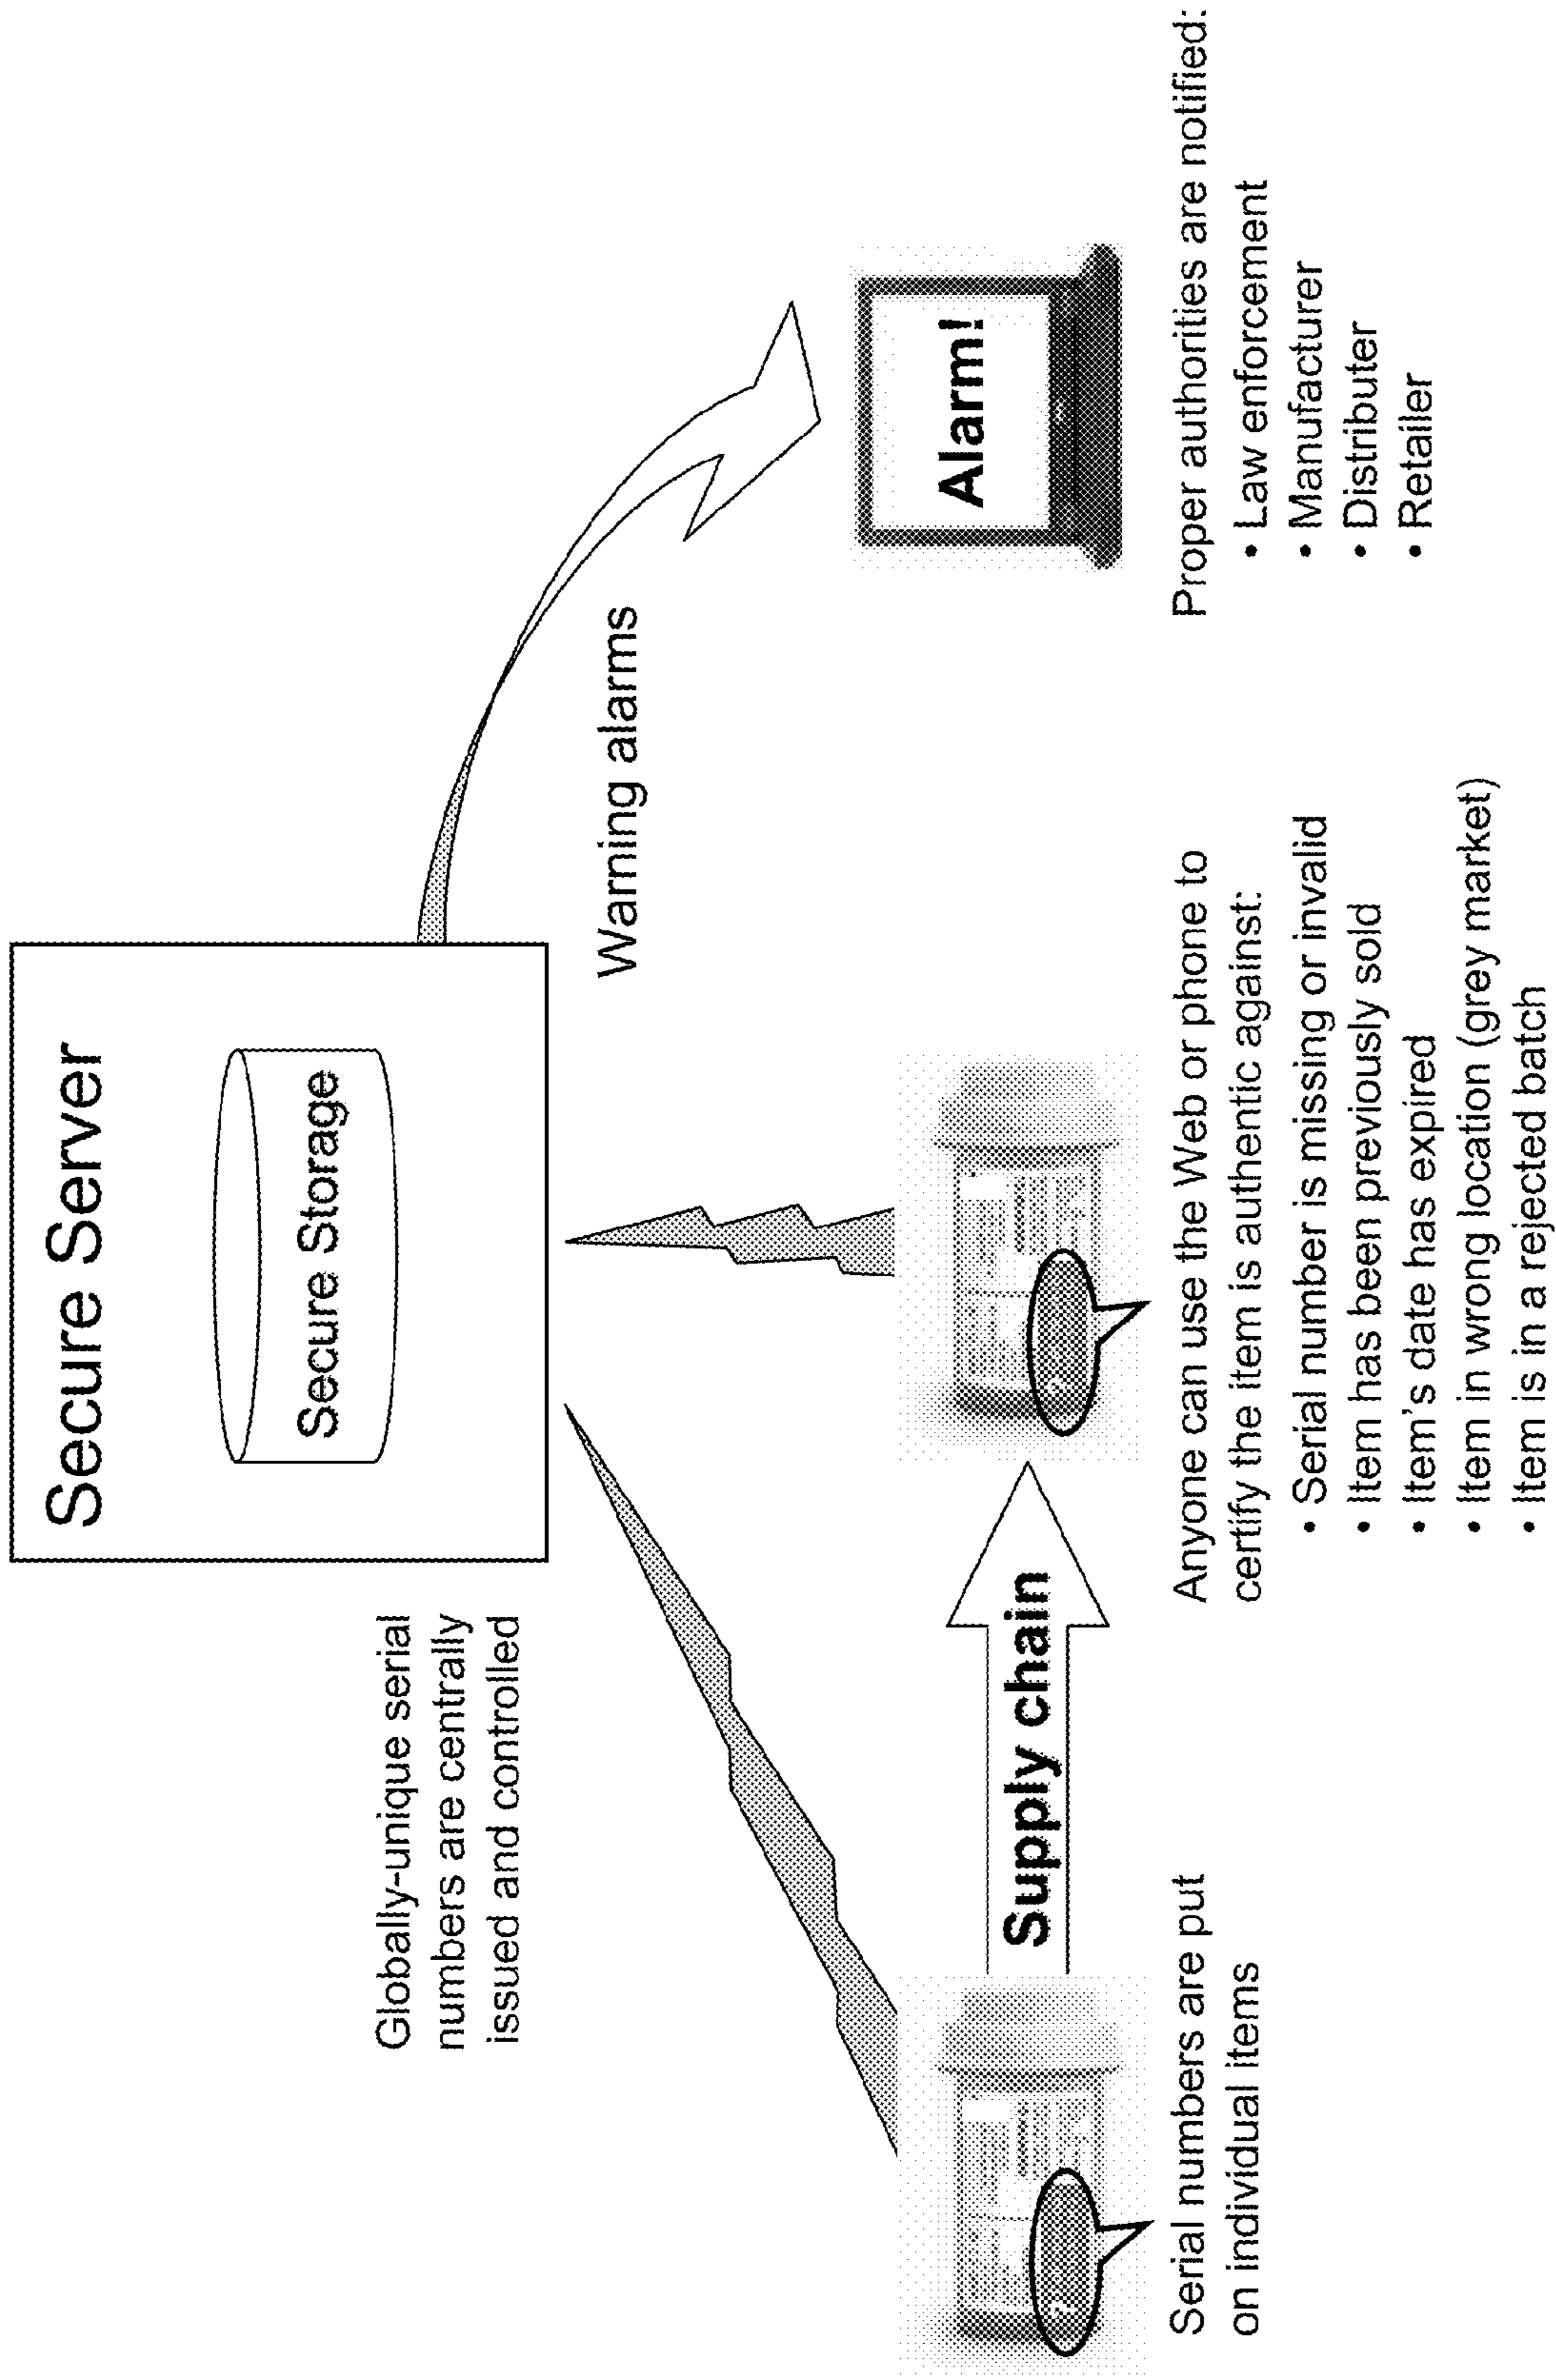 Secure Server
Secure Storage
Globally-unique serial
numbers are centrally
issued and controlled
Warning alarms
Alarm!
Supply chain
Serial numbers are put
on individual items
Anyone can use the Web or phone to
certify the item is authentic against:
• Serial number is missing or invalid
• Item has been previously sold
• Item's date has expired
• Item in wrong location (grey market)
• Item is in a rejected batch
Proper authorities are notified:
• Law enforcement
• Manufacturer
• Distributer
• Retailer